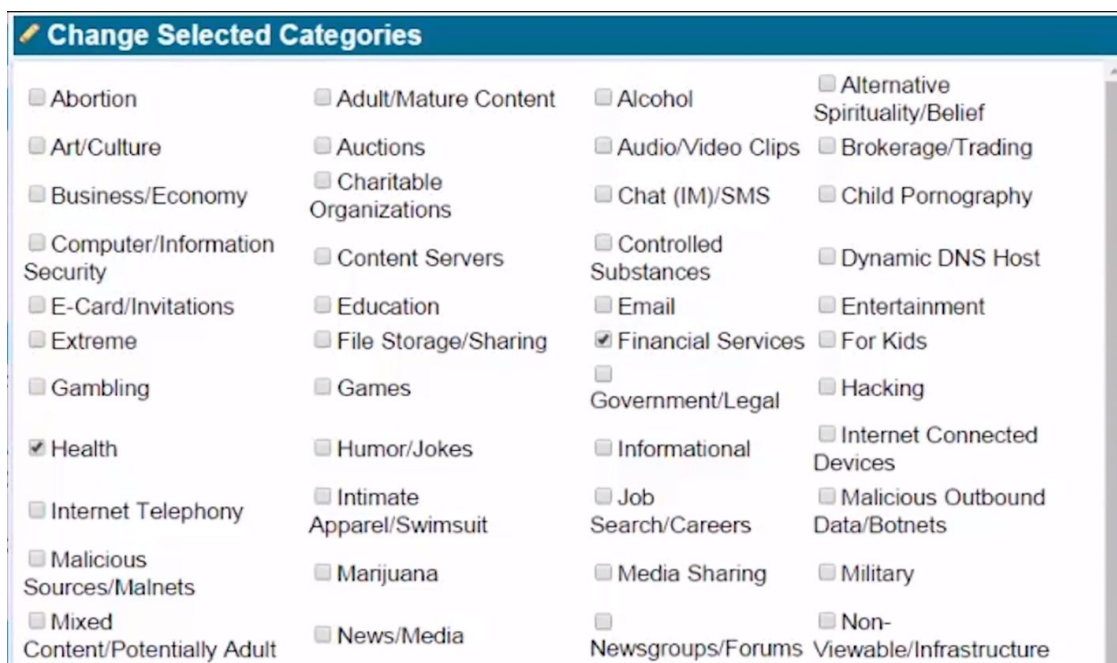 Change Selected Categories
Abortion
Adult/Mature Content
Alcohol
Alternative
Spirituality/Belief
Art/Culture
Auctions
Audio/Video Clips
Brokerage/Trading
Business/Economy
Charitable
Organizations
Chat (IM)/SMS
Child Pornography
Computer/Information
Security
Content Servers
Controlled
Substances
Dynamic DNS Host
E-Card/Invitations
Education
Email
Entertainment
Extreme
File Storage/Sharing
Financial Services
For Kids
Gambling
Games
Government/Legal
Hacking
Health
Humor/Jokes
Informational
Internet Connected
Devices
Internet Telephony
Intimate
Apparel/Swimsuit
Job
Search/Careers
Malicious Outbound
Data/Botnets
Malicious
Sources/Malnets
Marijuana
Media Sharing
Military
Mixed
Content/Potentially Adult
News/Media
Newsgroups/Forums
Non-
Viewable/Infrastructure